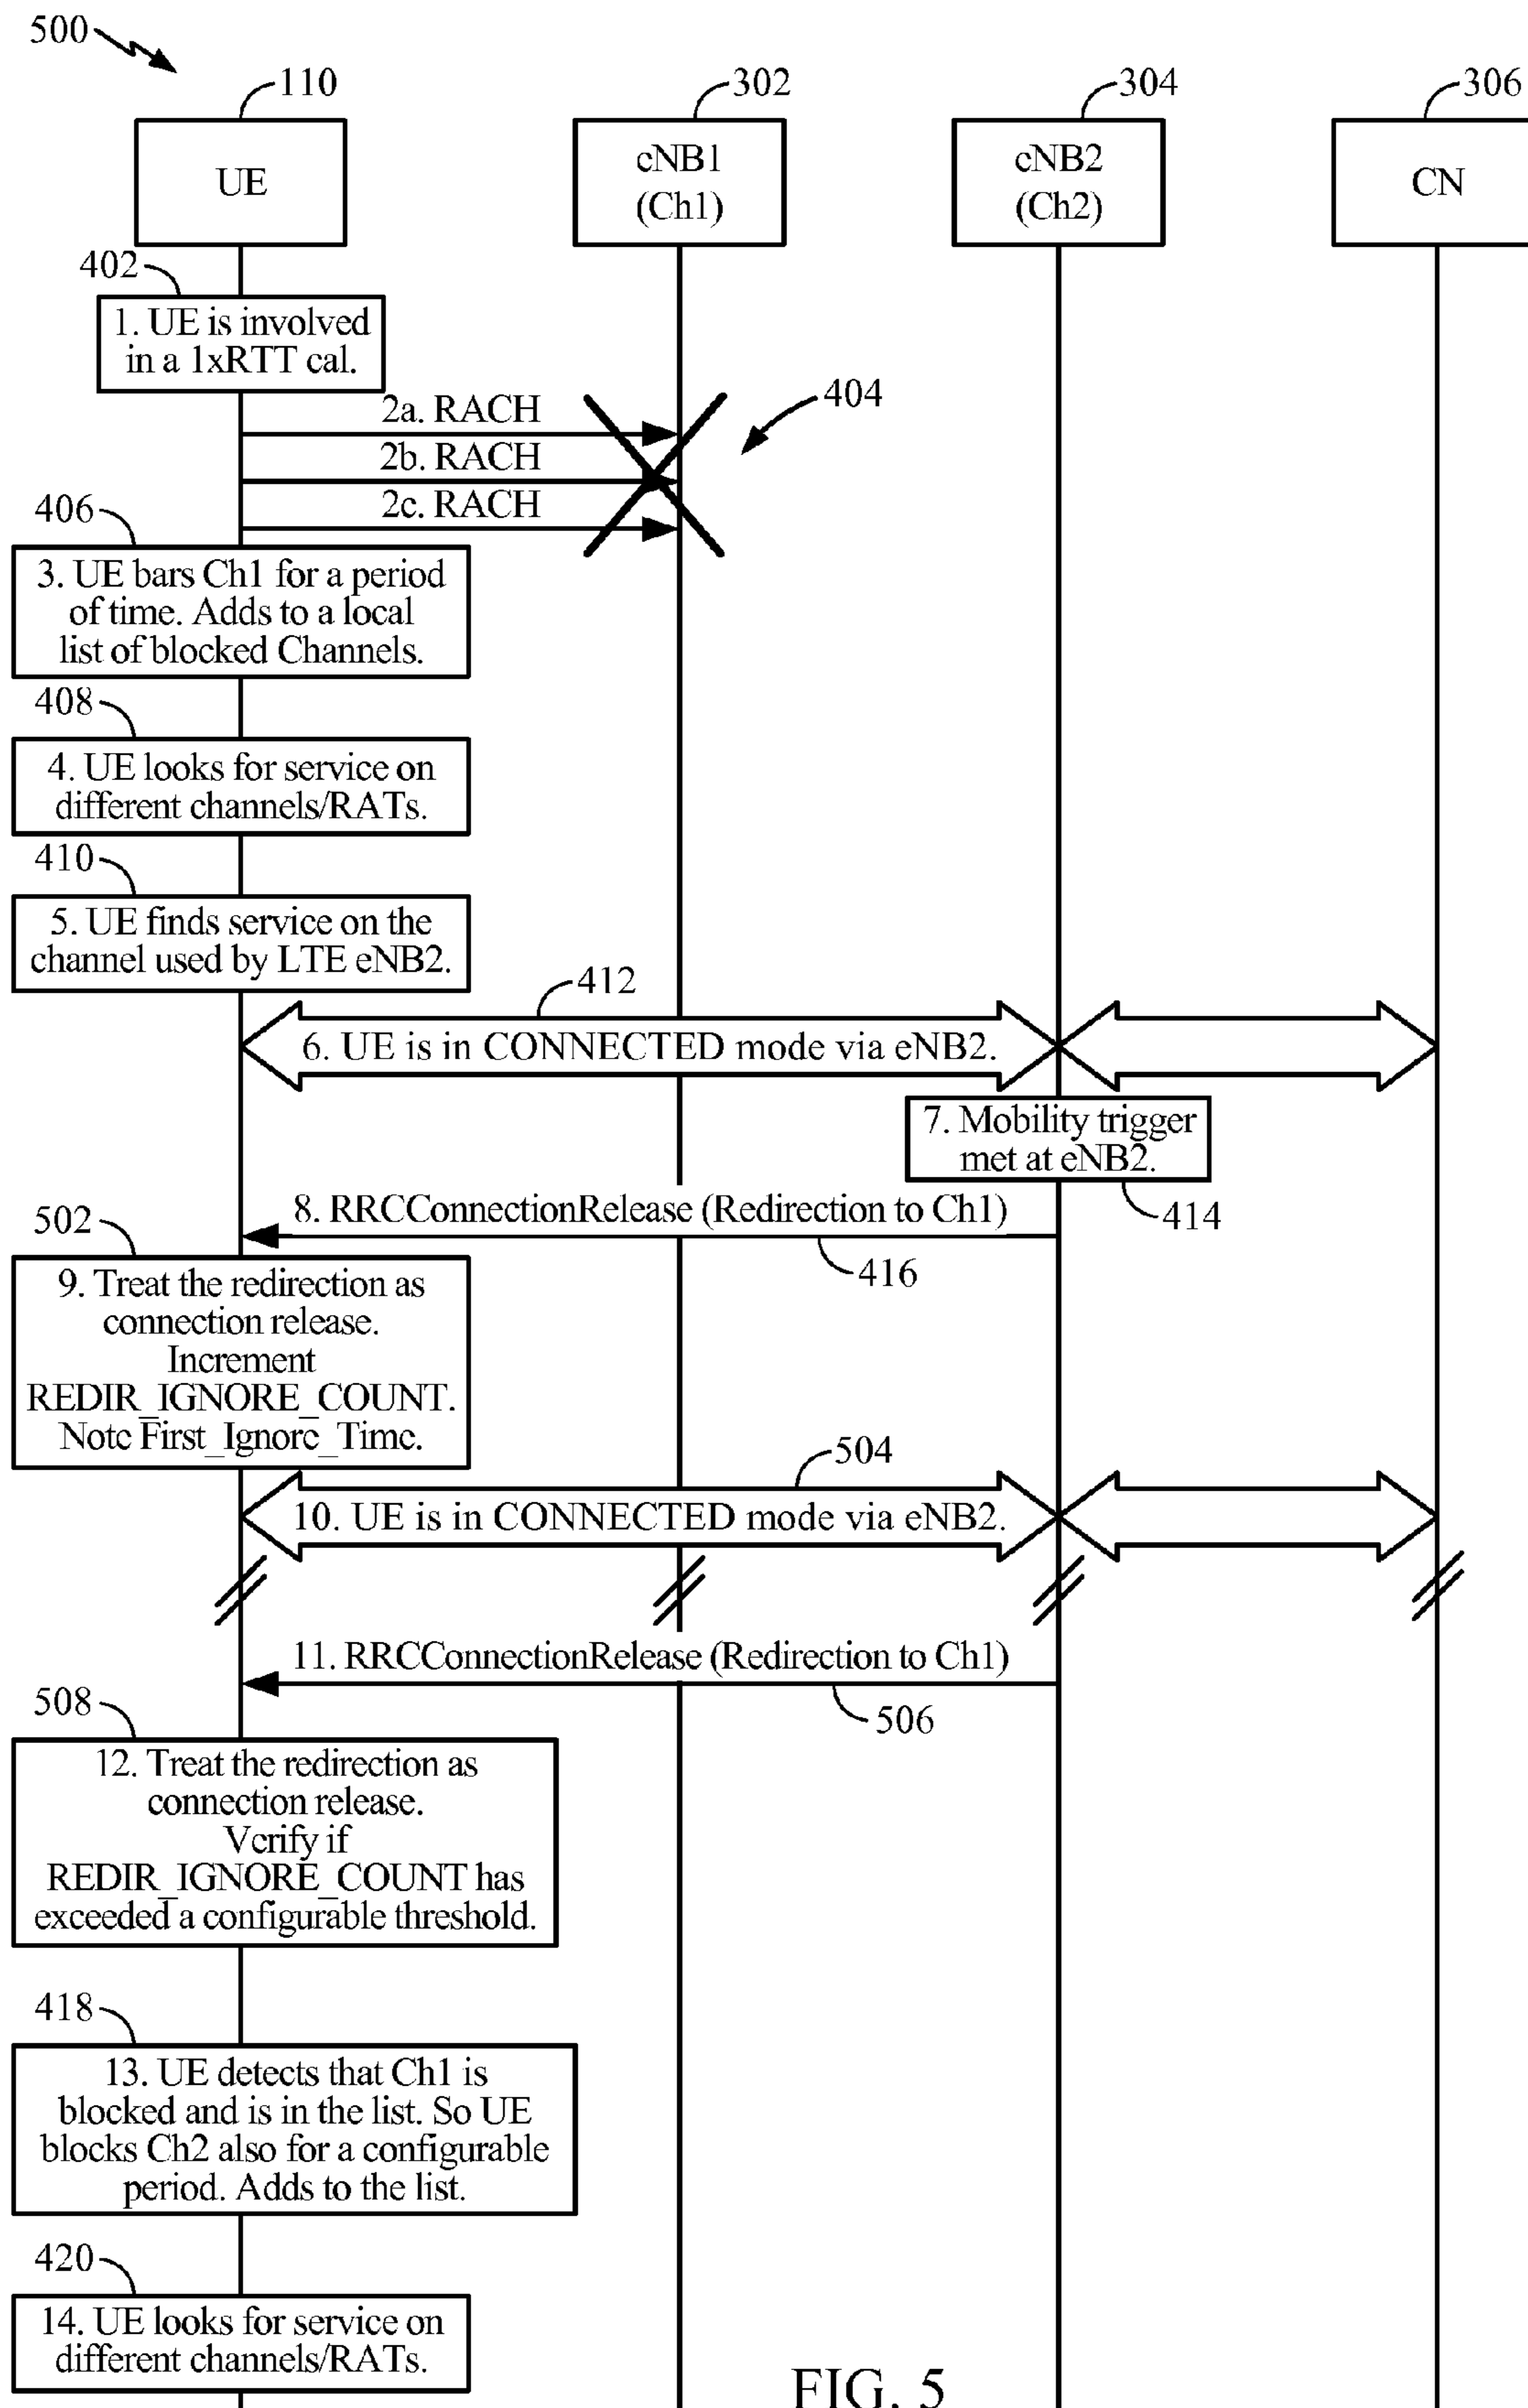 500
110
302
304
306
UE
eNB1
(Ch1)
eNB2
(Ch2)
CN
402
1. UE is involved
in a 1xRTT cal.
2a. RACH
404
2b. RACH
2c. RACH
406
3. UE bars Ch1 for a period
of time. Adds to a local
list of blocked Channels.
408
4. UE looks for service on
different channels/RATs.
410
5. UE finds service on the
channel used by LTE eNB2.
412
6. UE is in CONNECTED mode via eNB2.
7. Mobility trigger
met at eNB2.
414
8. RRCConnectionRelease (Redirection to Ch1)
416
502
9. Treat the redirection as
connection release.
Increment
REDIR_IGNORE_COUNT.
Note First_Ignore_Time.
504
10. UE is in CONNECTED mode via eNB2.
11. RRCConnectionRelease (Redirection to Ch1)
506
508
12. Treat the redirection as
connection release.
Verify if
REDIR_IGNORE_COUNT has
exceeded a configurable threshold.
418
13. UE detects that Ch1 is
blocked and is in the list. So UE
blocks Ch2 also for a configurable
period. Adds to the list.
420
14. UE looks for service on
different channels/RATs.
FIG. 5